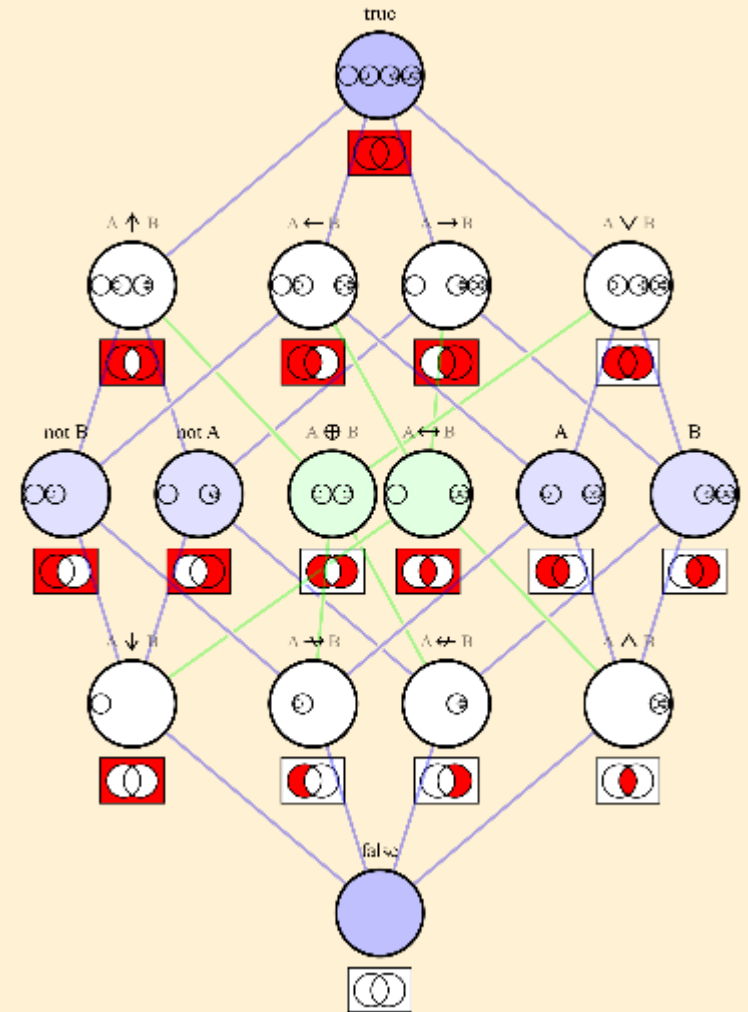 true
A ↑ B A ← B A → B A ∨ B
not B not A A ⊕ B A ↔ B A B
A ↓ B A ↛ B A ↚ B A ∧ B
false